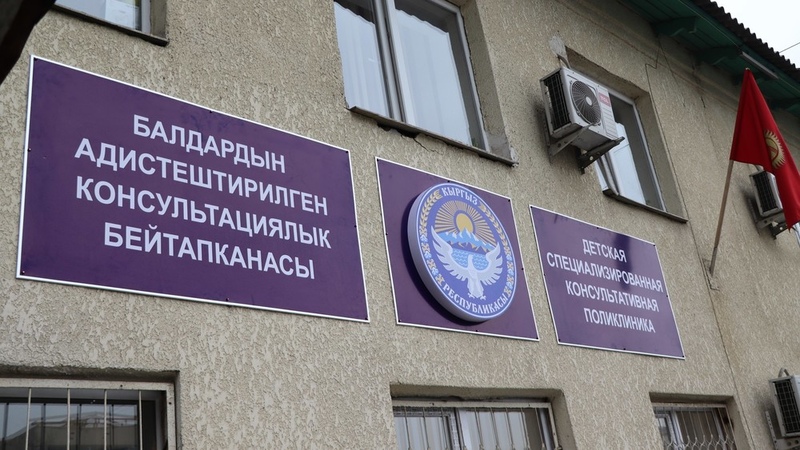 БАЛДАРДЫН
АДИСТЕШТИРИЛГЕН
КОНСУЛЬТАЦИЯЛЫК
БЕЙТАПКАНАСЫ
КЫРГЫЗ
РЕСПУБЛИКАСЫ
ДЕТСКАЯ
СПЕЦИАЛИЗИРОВАННАЯ
КОНСУЛЬТАТИВНАЯ
ПОЛИКЛИНИКА